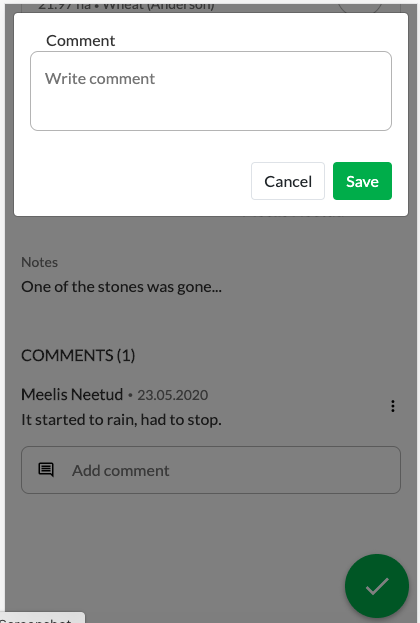 21.97 ha • Wheat (Anderson)
Comment
Write comment
Cancel
Save
Notes
One of the stones was gone...
COMMENTS (1)
Meelis Neetud • 23.05.2020
It started to rain, had to stop.
Add comment